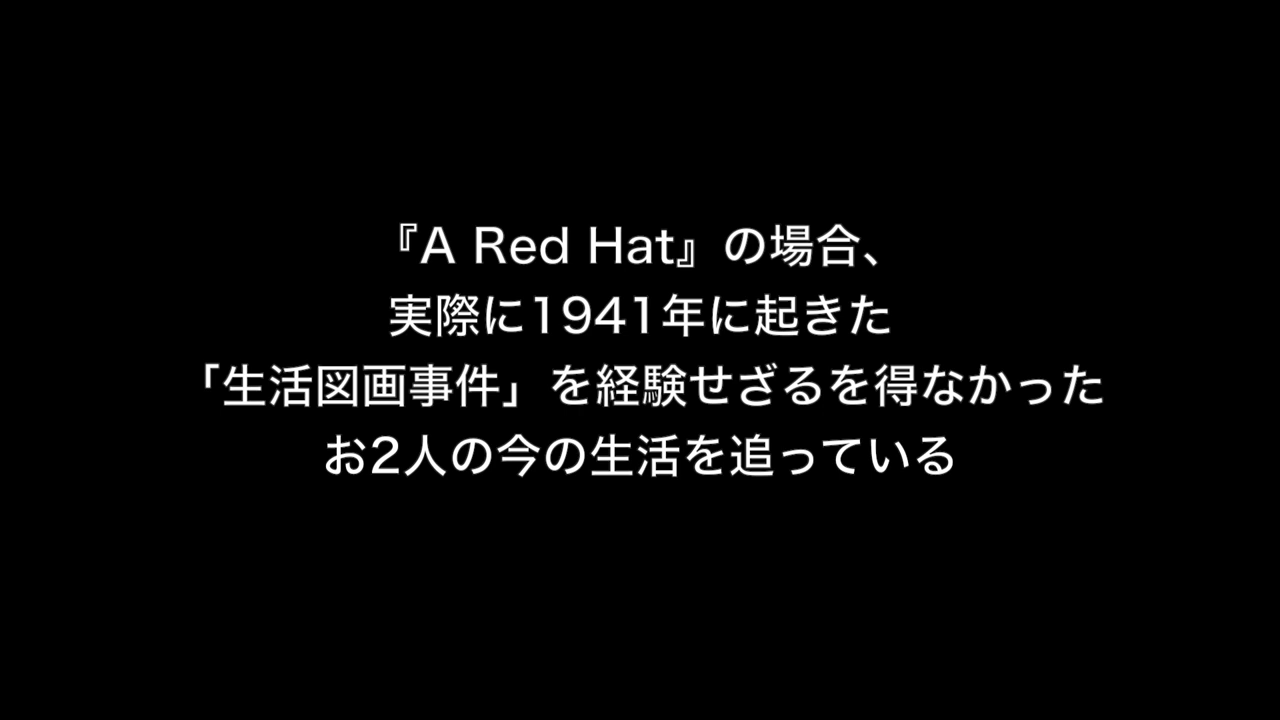 『A Red Hat』の場合、
実際に1941年に起きた
「生活図画事件」を経験せざるを得なかった
お2人の今の生活を追っている